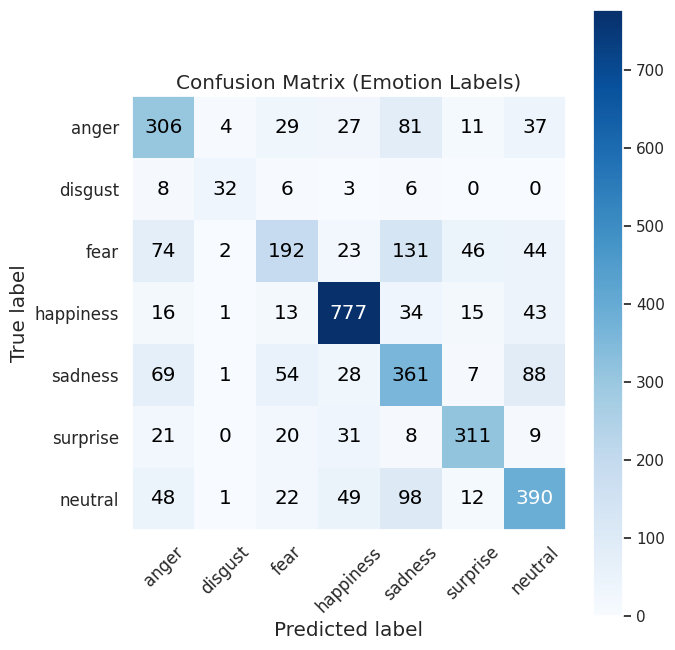 Confusion Matrix (Emotion Labels)
anger 306 4 29 27 81 11 37
disgust 8 32 6 3 6 0 0
fear 74 2 192 23 131 46 44
happiness 16 1 13 777 34 15 43
sadness 69 1 54 28 361 7 88
surprise 21 0 20 31 8 311 9
neutral 48 1 22 49 98 12 390
anger disgust fear happiness sadness surprise neutral
Predicted label
True label
700
600
500
400
300
200
100
0